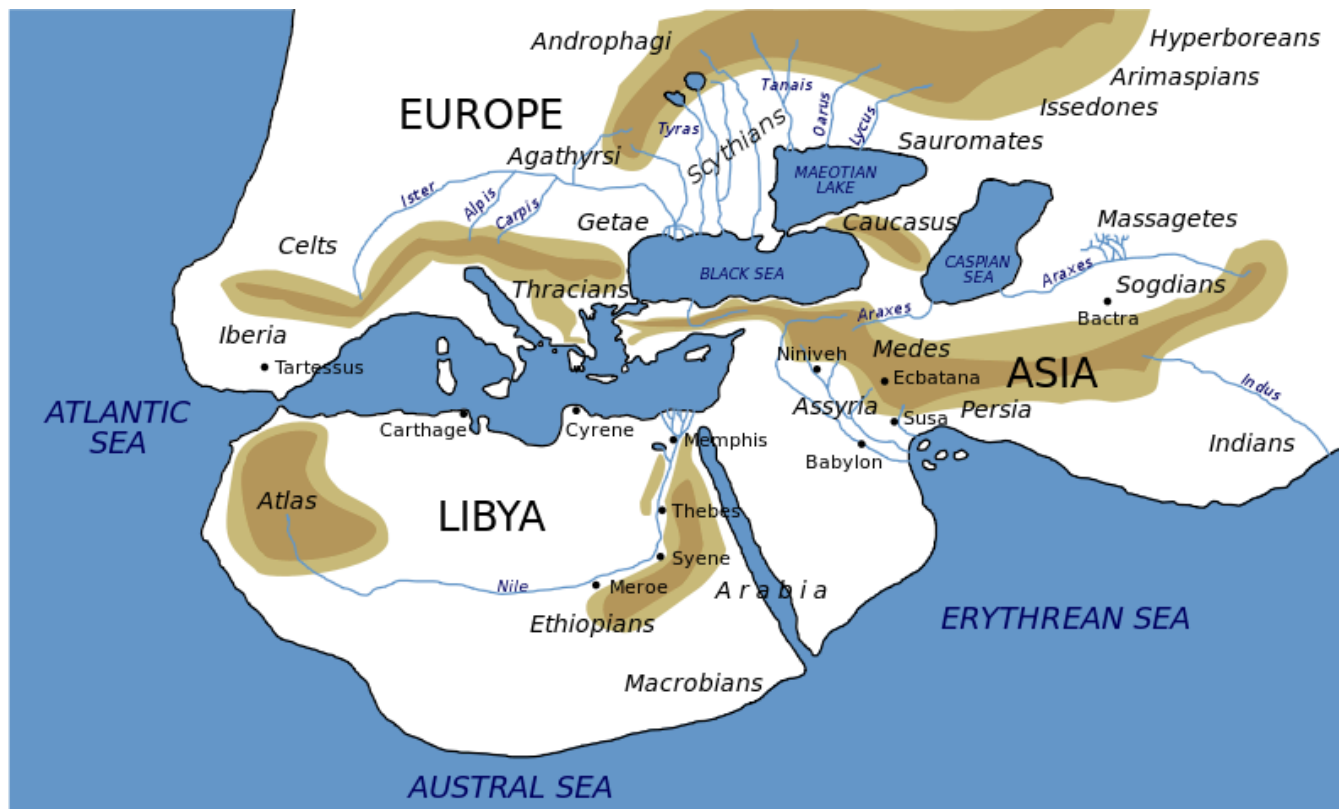 Androphagi
Hyperboreans
Arimaspians
Issedones
EUROPE
Tanais
Oarus
Lycus
Tyras
Scythians
Sauromates
Agathyrsi
MAEOTIAN
LAKE
Ister
Alpis
Carpis
Getae
Caucasus
Massagetes
Celts
BLACK SEA
CASPIAN
SEA
Araxes
Sogdians
Thracians
Araxes
Bactra
Iberia
Tartessus
Niniveh
Medes
Ecbatana
ASIA
Indus
ATLANTIC
SEA
Carthage
Cyrene
Assyria
Susa
Persia
Memphis
Babylon
Indians
Atlas
LIBYA
Thebes
Syene
Nile
Meroe
Arabia
Ethiopians
ERYTHREAN SEA
Macrobians
AUSTRAL SEA